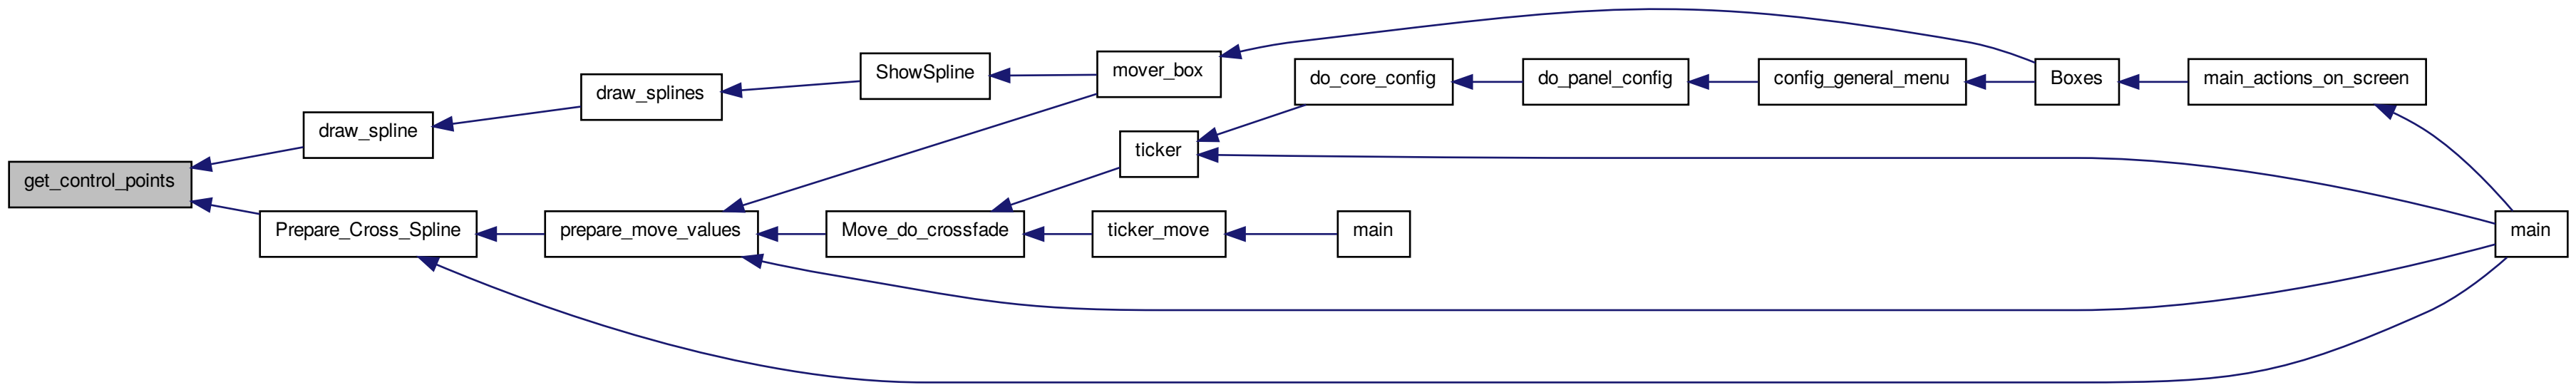 get_control_points
draw_spline
draw_splines
ShowSpline
mover_box
Prepare_Cross_Spline
prepare_move_values
Move_do_crossfade
ticker
do_core_config
do_panel_config
config_general_menu
Boxes
main_actions_on_screen
main
ticker_move
main